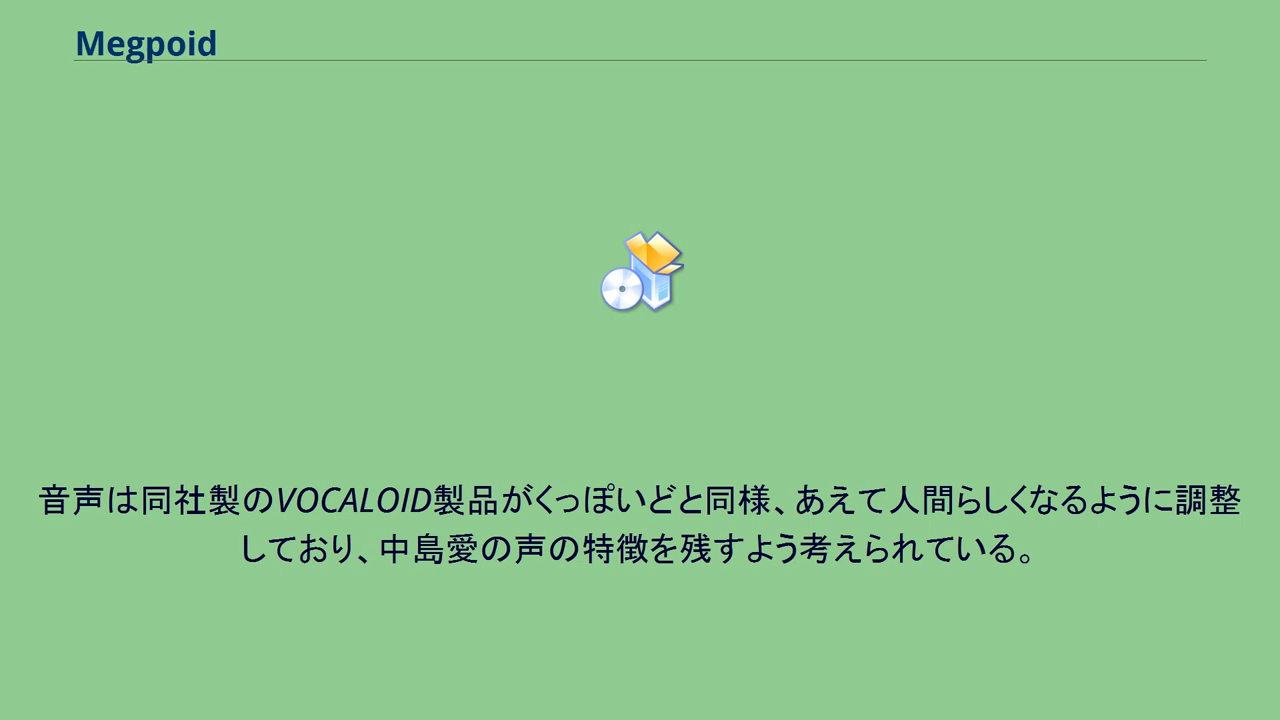 Megpoid
音声は同社製のVOCALOID製品がくっぽいどと同様、あえて人間らしくなるように調整
しており、中島愛の声の特徴を残すよう考えられている。